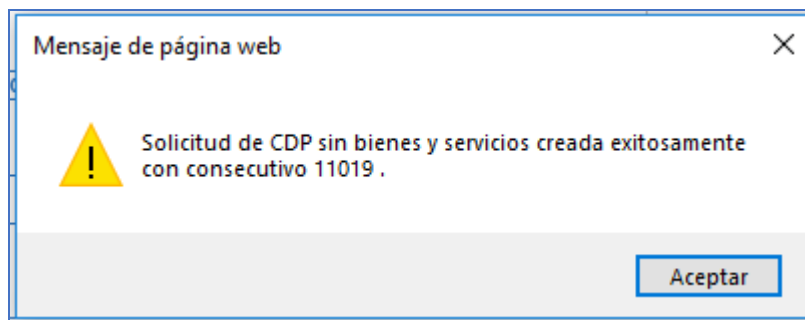 Mensaje de página web
Solicitud de CDP sin bienes y servicios creada exitosamente
con consecutivo 11019 .
Aceptar